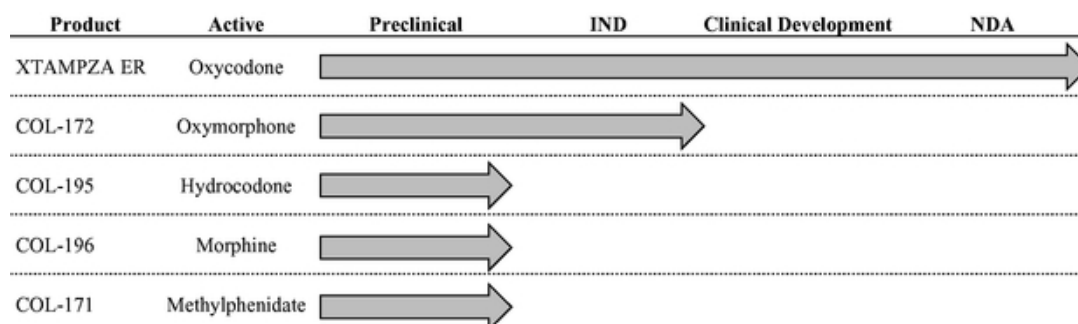 Product Active Preclinical IND Clinical Development NDA
XTAMPZA ER Oxycodone
COL-172 Oxymorphone
COL-195 Hydrocodone
COL-196 Morphine
COL-171 Methylphenidate